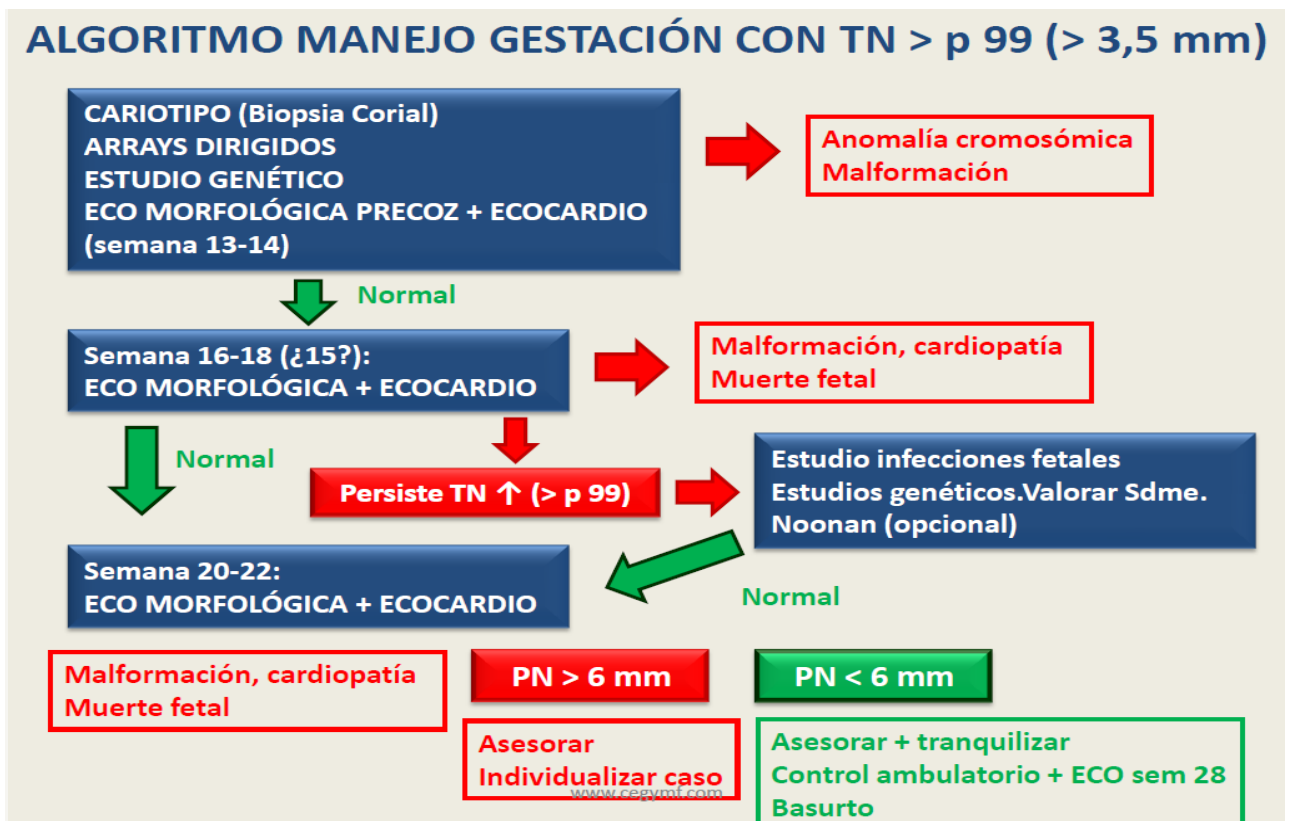 ALGORITMO MANEJO GESTACIÓN CON TN > p 99 (> 3,5 mm)
CARIOTIPO (Biopsia Corial)
ARRAYS DIRIGIDOS
ESTUDIO GENÉTICO
ECO MORFOLÓGICA PRECOZ + ECOCARDIO
(semana 13-14)
Anomalía cromosómica
Malformación
Normal
Semana 16-18 (¿15?):
ECO MORFOLÓGICA + ECOCARDIO
Malformación, cardiopatía
Muerte fetal
Normal
Persiste TN ↑ (> p 99)
Estudio infecciones fetales
Estudios genéticos.Valorar Sdme.
Noonan (opcional)
Normal
Semana 20-22:
ECO MORFOLÓGICA + ECOCARDIO
Malformación, cardiopatía
Muerte fetal
PN > 6 mm
PN < 6 mm
Asesorar
Individualizar caso
www.cegymf.com
Asesorar + tranquilizar
Control ambulatorio + ECO sem 28
Basurto